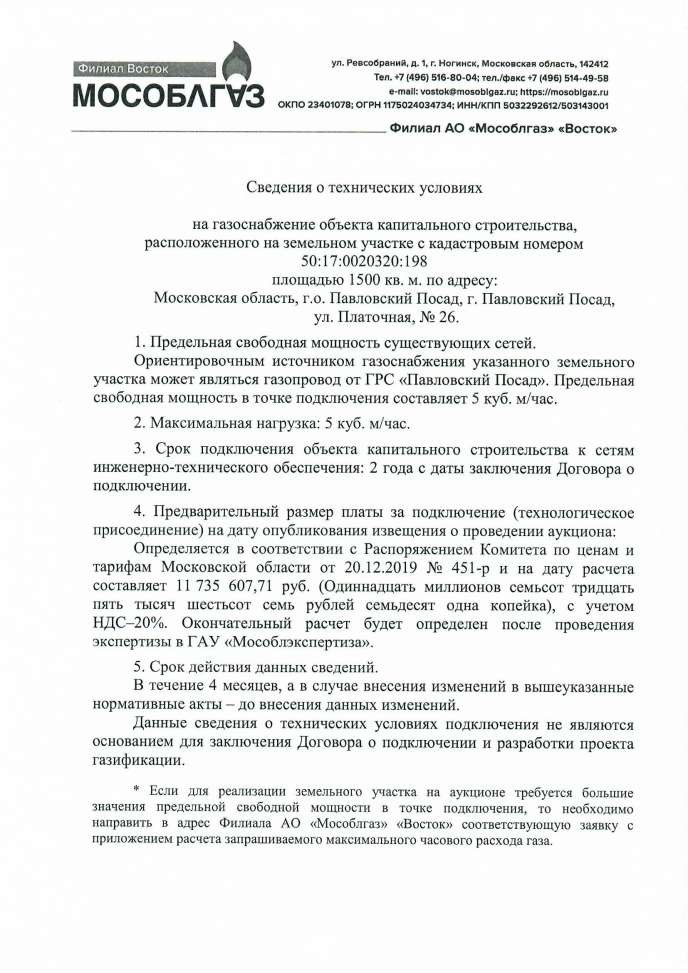 Филиал Восток
МОСОБЛГАЗ
ул. Ревсобраний, д. 1, г. Ногинск, Московская область, 142412
Тел. +7 (496) 516-80-04; тел./факс +7 (496) 514-49-58
e-mail: vostok@mosoblgaz.ru; https://mosoblgaz.ru
ОКПО 23401078; ОГРН 1175024034734; ИНН/КПП 5032292612/503143001
Филиал АО «Мособлгаз» «Восток»
Сведения о технических условиях
на газоснабжение объекта капитального строительства,
расположенного на земельном участке с кадастровым номером
50:17:0020320:198
площадью 1500 кв. м. по адресу:
Московская область, г.о. Павловский Посад, г. Павловский Посад,
ул. Платочная, № 26.
1. Предельная свободная мощность существующих сетей.
Ориентировочным источником газоснабжения указанного земельного
участка может являться газопровод от ГРС «Павловский Посад». Предельная
свободная мощность в точке подключения составляет 5 куб. м/час.
2. Максимальная нагрузка: 5 куб. м/час.
3. Срок подключения объекта капитального строительства к сетям
инженерно-технического обеспечения: 2 года с даты заключения Договора о
подключении.
4. Предварительный размер платы за подключение (технологическое
присоединение) на дату опубликования извещения о проведении аукциона:
Определяется в соответствии с Распоряжением Комитета по ценам и
тарифам Московской области от 20.12.2019 № 451-р и на дату расчета
составляет 11 735 607,71 руб. (Одиннадцать миллионов семьсот тридцать
пять тысяч шестьсот семь рублей семьдесят одна копейка), с учетом
НДС–20%. Окончательный расчет будет определен после проведения
экспертизы в ГАУ «Мособлэкспертиза».
5. Срок действия данных сведений.
В течение 4 месяцев, а в случае внесения изменений в вышеуказанные
нормативные акты – до внесения данных изменений.
Данные сведения о технических условиях подключения не являются
основанием для заключения Договора о подключении и разработки проекта
газификации.
* Если для реализации земельного участка на аукционе требуется большие
значения предельной свободной мощности в точке подключения, то необходимо
направить в адрес Филиала АО «Мособлгаз» «Восток» соответствующую заявку с
приложением расчета запрашиваемого максимального часового расхода газа.